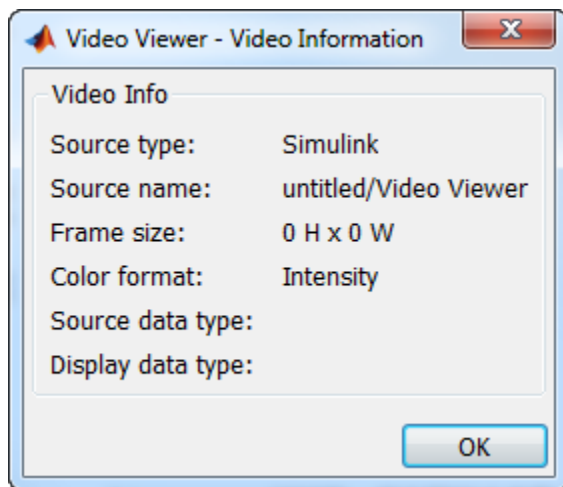 Video Viewer - Video Information
Video Info
Source type: Simulink
Source name: untitled/Video Viewer
Frame size: 0 H x 0 W
Color format: Intensity
Source data type:
Display data type:
OK